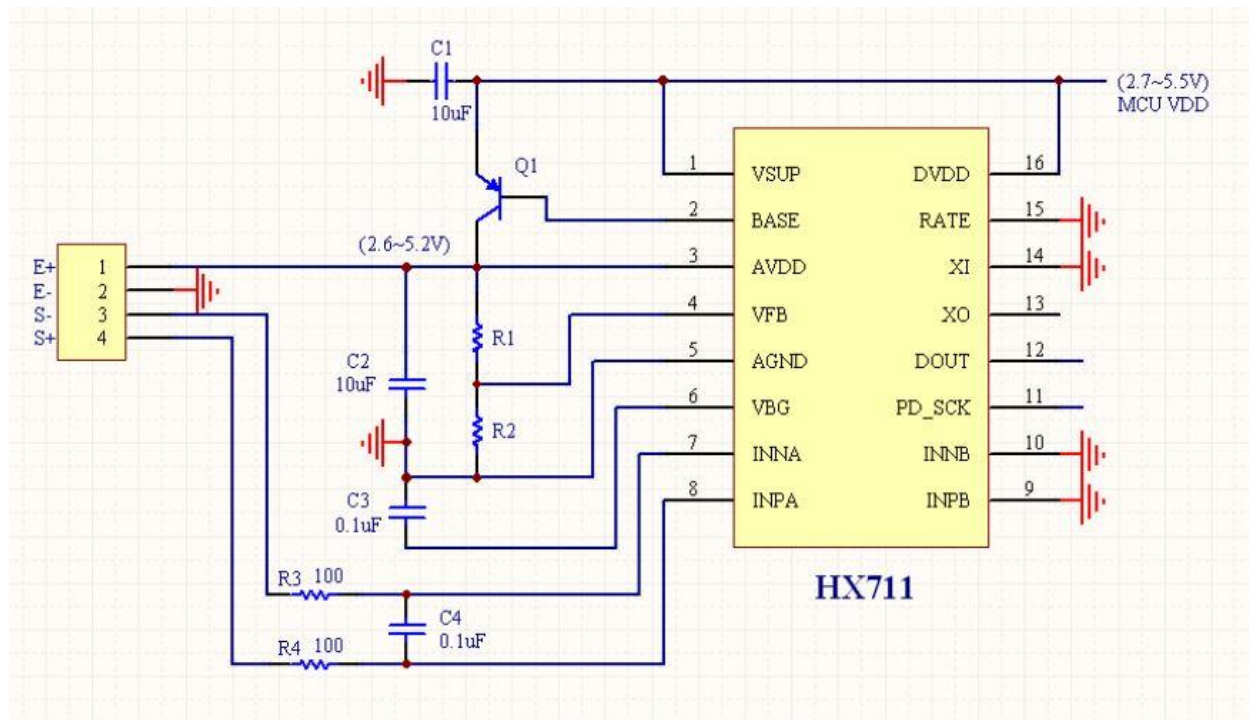 C1
10uF
(2.7~5.5V)
MCU VDD
Q1
1 VSUP DVDD 16
2 BASE RATE 15
(2.6~5.2V)
E+ 1
3 AVDD XI 14
E- 2
S- 3
4 VFB XO 13
S+ 4
R1
5 AGND DOUT 12
C2
10uF
6 VBG PD_SCK 11
R2
7 INNA INNB 10
8 INPA INPB 9
C3
0.1uF
HX711
R3 100
C4
0.1uF
R4 100